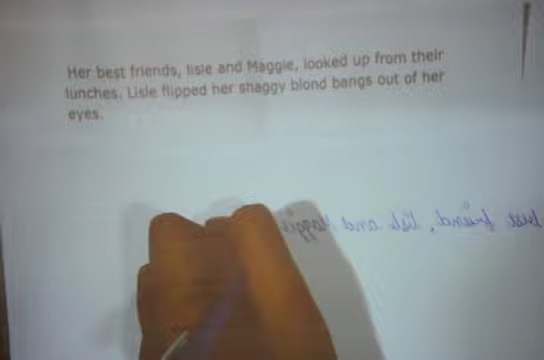 Her best friends, lisle and Maggie, looked up from their
lunches. Lisle flipped her shaggy blond bangs out of her
eyes.
best friend, and